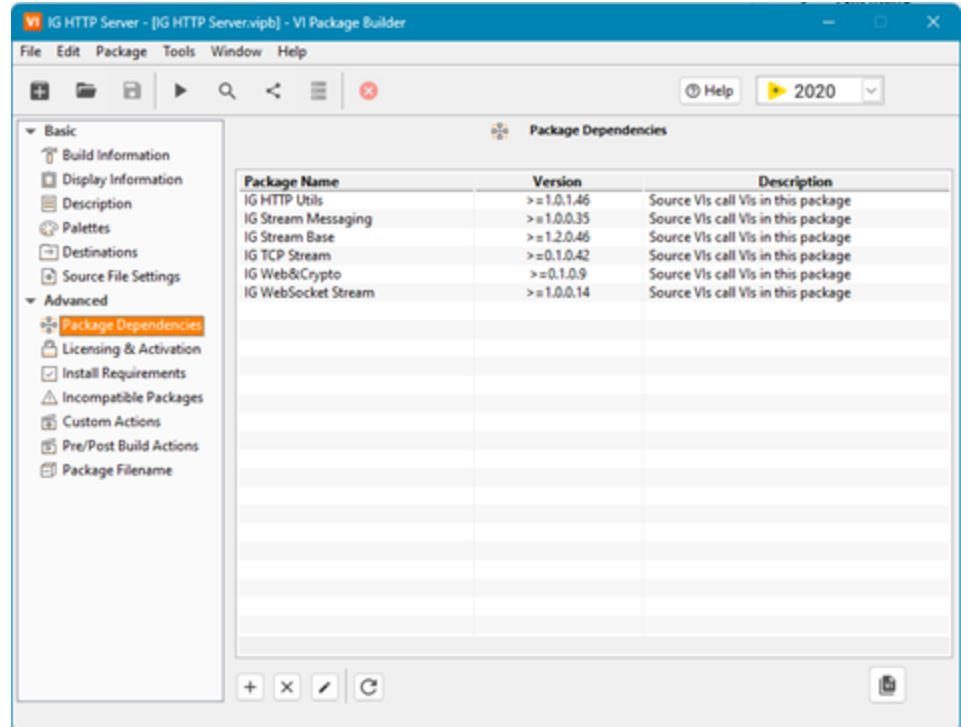 VI IG HTTP Server - [IG HTTP Server.vipb] - VI Package Builder
File Edit Package Tools Window Help
Help
2020
Basic
Build Information
Display Information
Description
Palettes
Destinations
Source File Settings
Advanced
Package Dependencies
Licensing & Activation
Install Requirements
Incompatible Packages
Custom Actions
Pre/Post Build Actions
Package Filename
Package Dependencies
Package Name Version Description
IG HTTP Utils >=1.0.1.46 Source VIs call VIs in this package
IG Stream Messaging >=1.0.0.35 Source VIs call VIs in this package
IG Stream Base >=1.2.0.46 Source VIs call VIs in this package
IG TCP Stream >=0.1.0.42 Source VIs call VIs in this package
IG Web&Crypto >=0.1.0.9 Source VIs call VIs in this package
IG WebSocket Stream >=1.0.0.14 Source VIs call VIs in this package